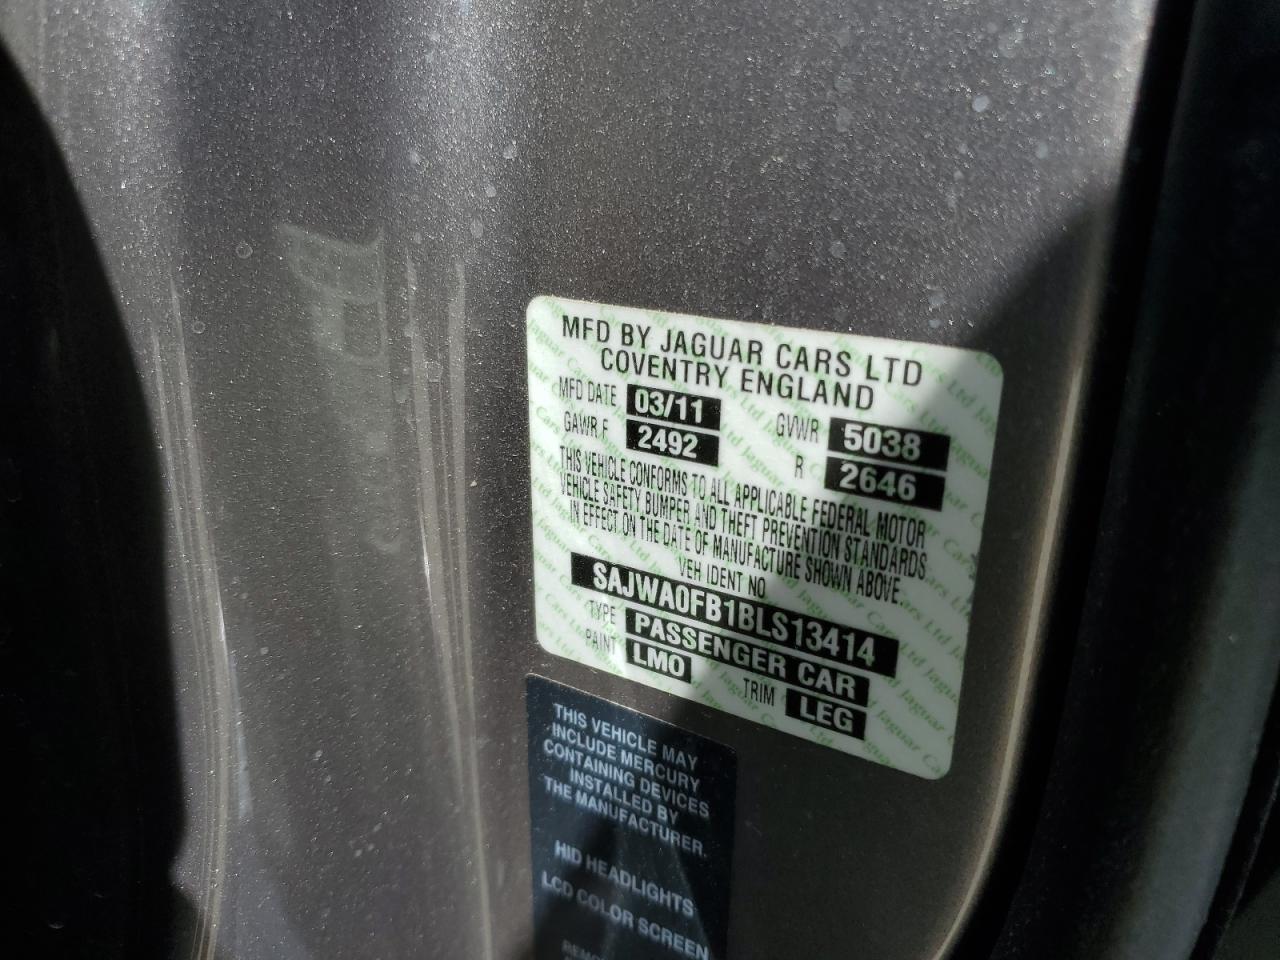 MFD BY JAGUAR CARS LTD
COVENTRY ENGLAND
MFD DATE 03/11 GVWR 5038
GAWR F 2492 R 2646
THIS VEHICLE CONFORMS TO ALL APPLICABLE FEDERAL MOTOR
VEHICLE SAFETY, BUMPER AND THEFT PREVENTION STANDARDS
IN EFFECT ON THE DATE OF MANUFACTURE SHOWN ABOVE
VEH IDENT NO
SAJWA0FB1BLS13414
TYPE PASSENGER CAR
PAINT LMO TRIM LEG
THIS VEHICLE MAY
INCLUDE MERCURY
CONTAINING DEVICES
INSTALLED BY
THE MANUFACTURER.
HID HEADLIGHTS
LCD COLOR SCREEN